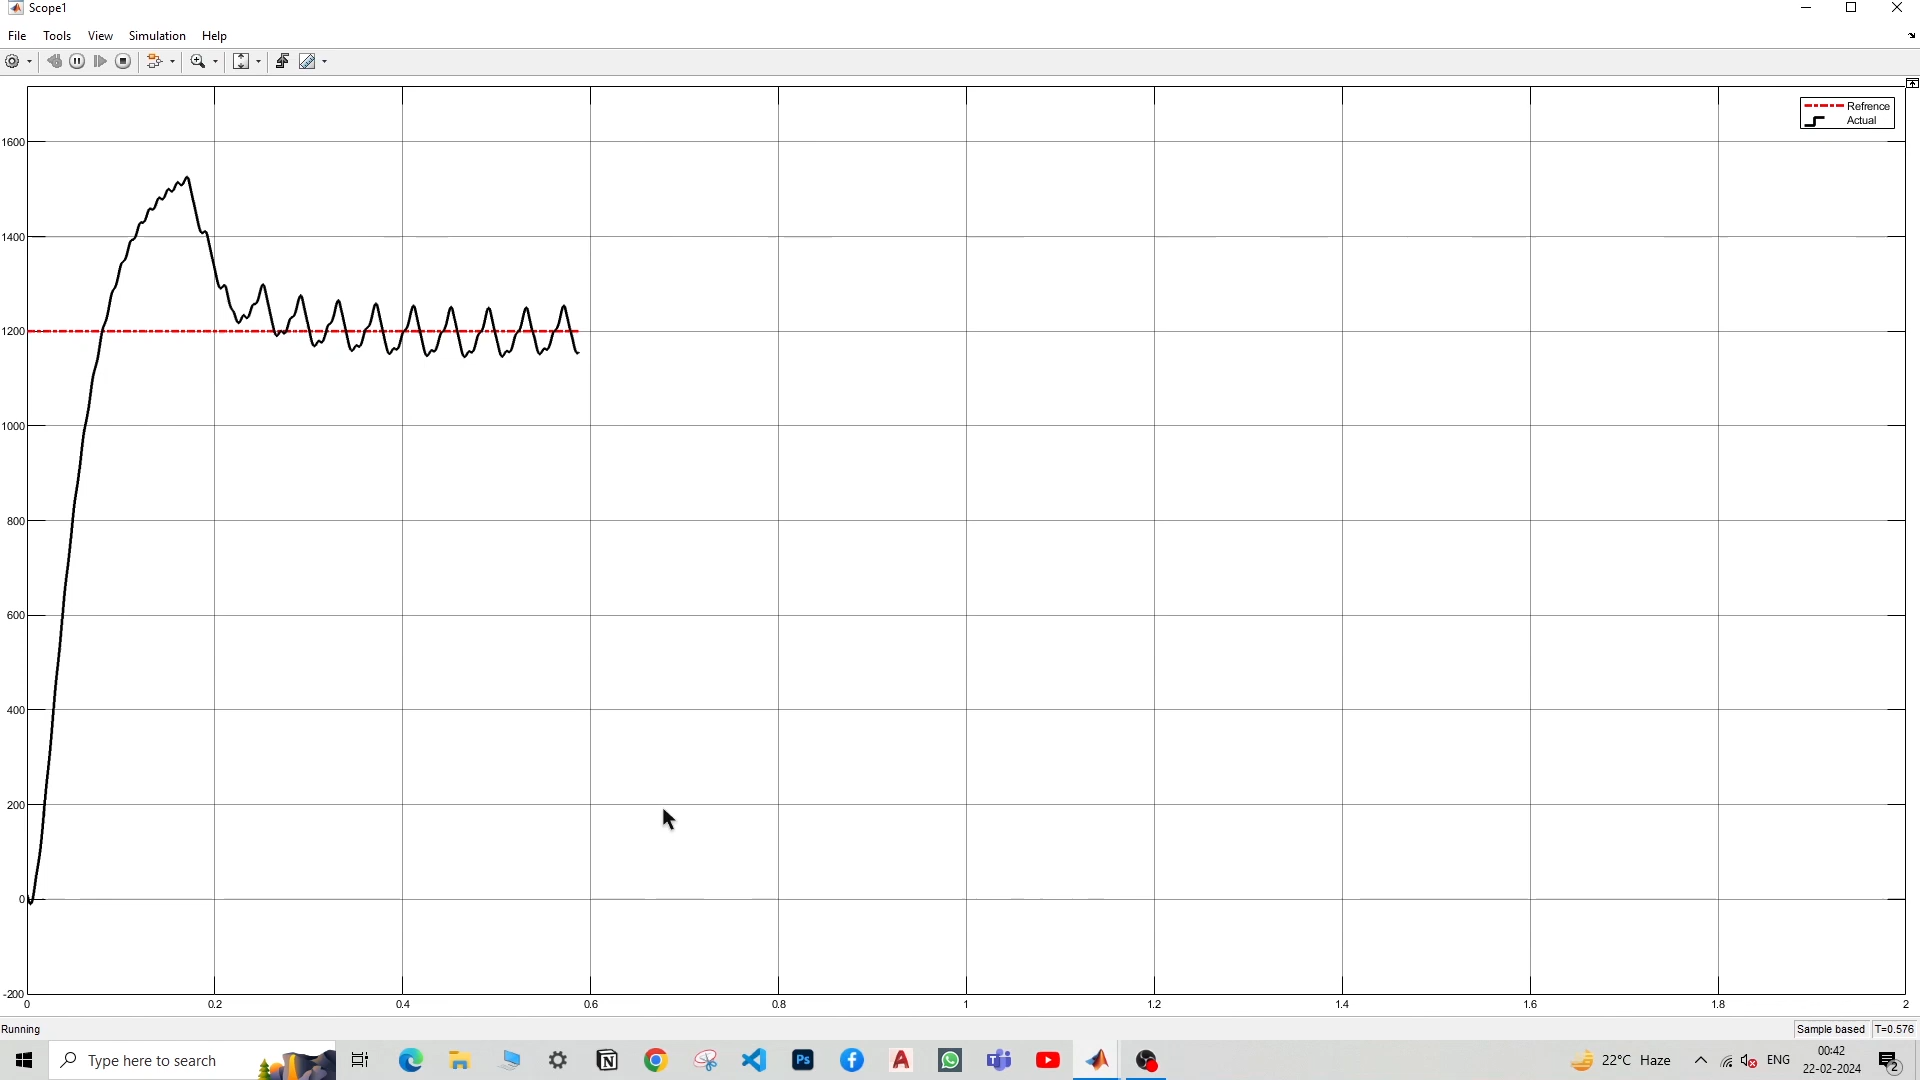 Scope1
File Tools View Simulation Help
Refrence
Actual
1600
1400
1200
1000
800
600
400
200
0
-200
0 0.2 0.4 0.6 0.8 1 1.2 1.4 1.6 1.8 2
Running
Sample based T=0.576
Type here to search
N
Ps
A
22°C Haze
ENG
00:42
22-02-2024
2